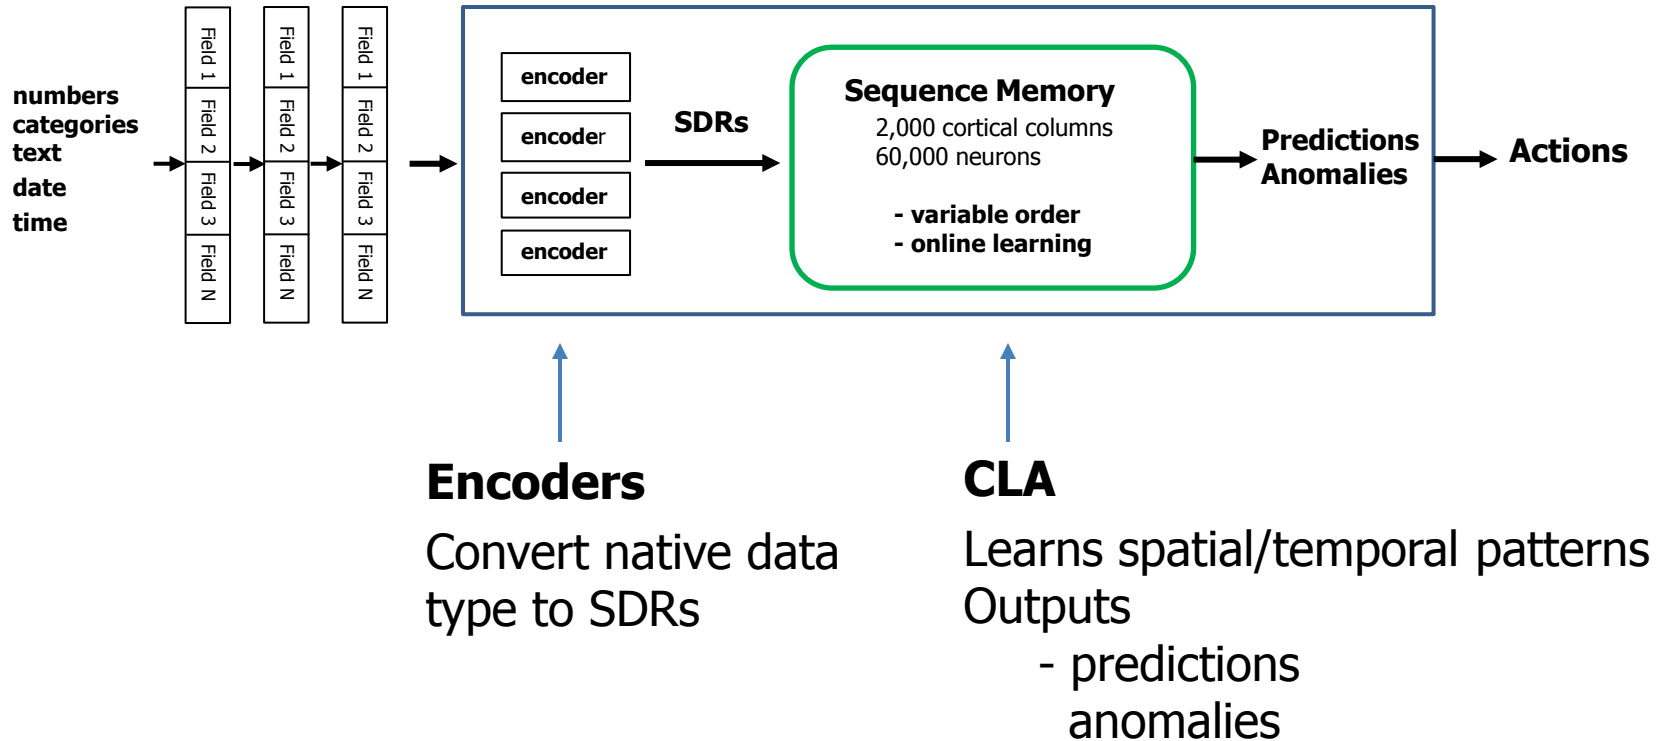 numbers
categories
text
date
time
Field 1
Field 2
Field 3
Field N
Field 1
Field 2
Field 3
Field N
Field 1
Field 2
Field 3
Field N
encoder
encoder
encoder
encoder
SDRs
Sequence Memory
2,000 cortical columns
60,000 neurons
- variable order
- online learning
Predictions
Anomalies
Actions
Encoders
Convert native data
type to SDRs
CLA
Learns spatial/temporal patterns
Outputs
- predictions
anomalies